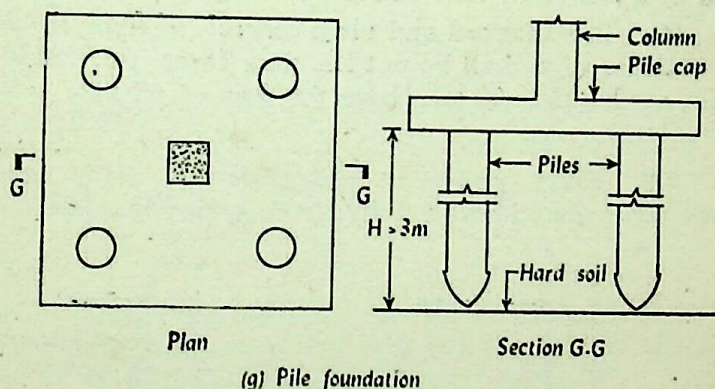 Column
Pile cap
G
G
Piles
H > 3m
Hard soil
Plan
Section G-G
(g) Pile foundation